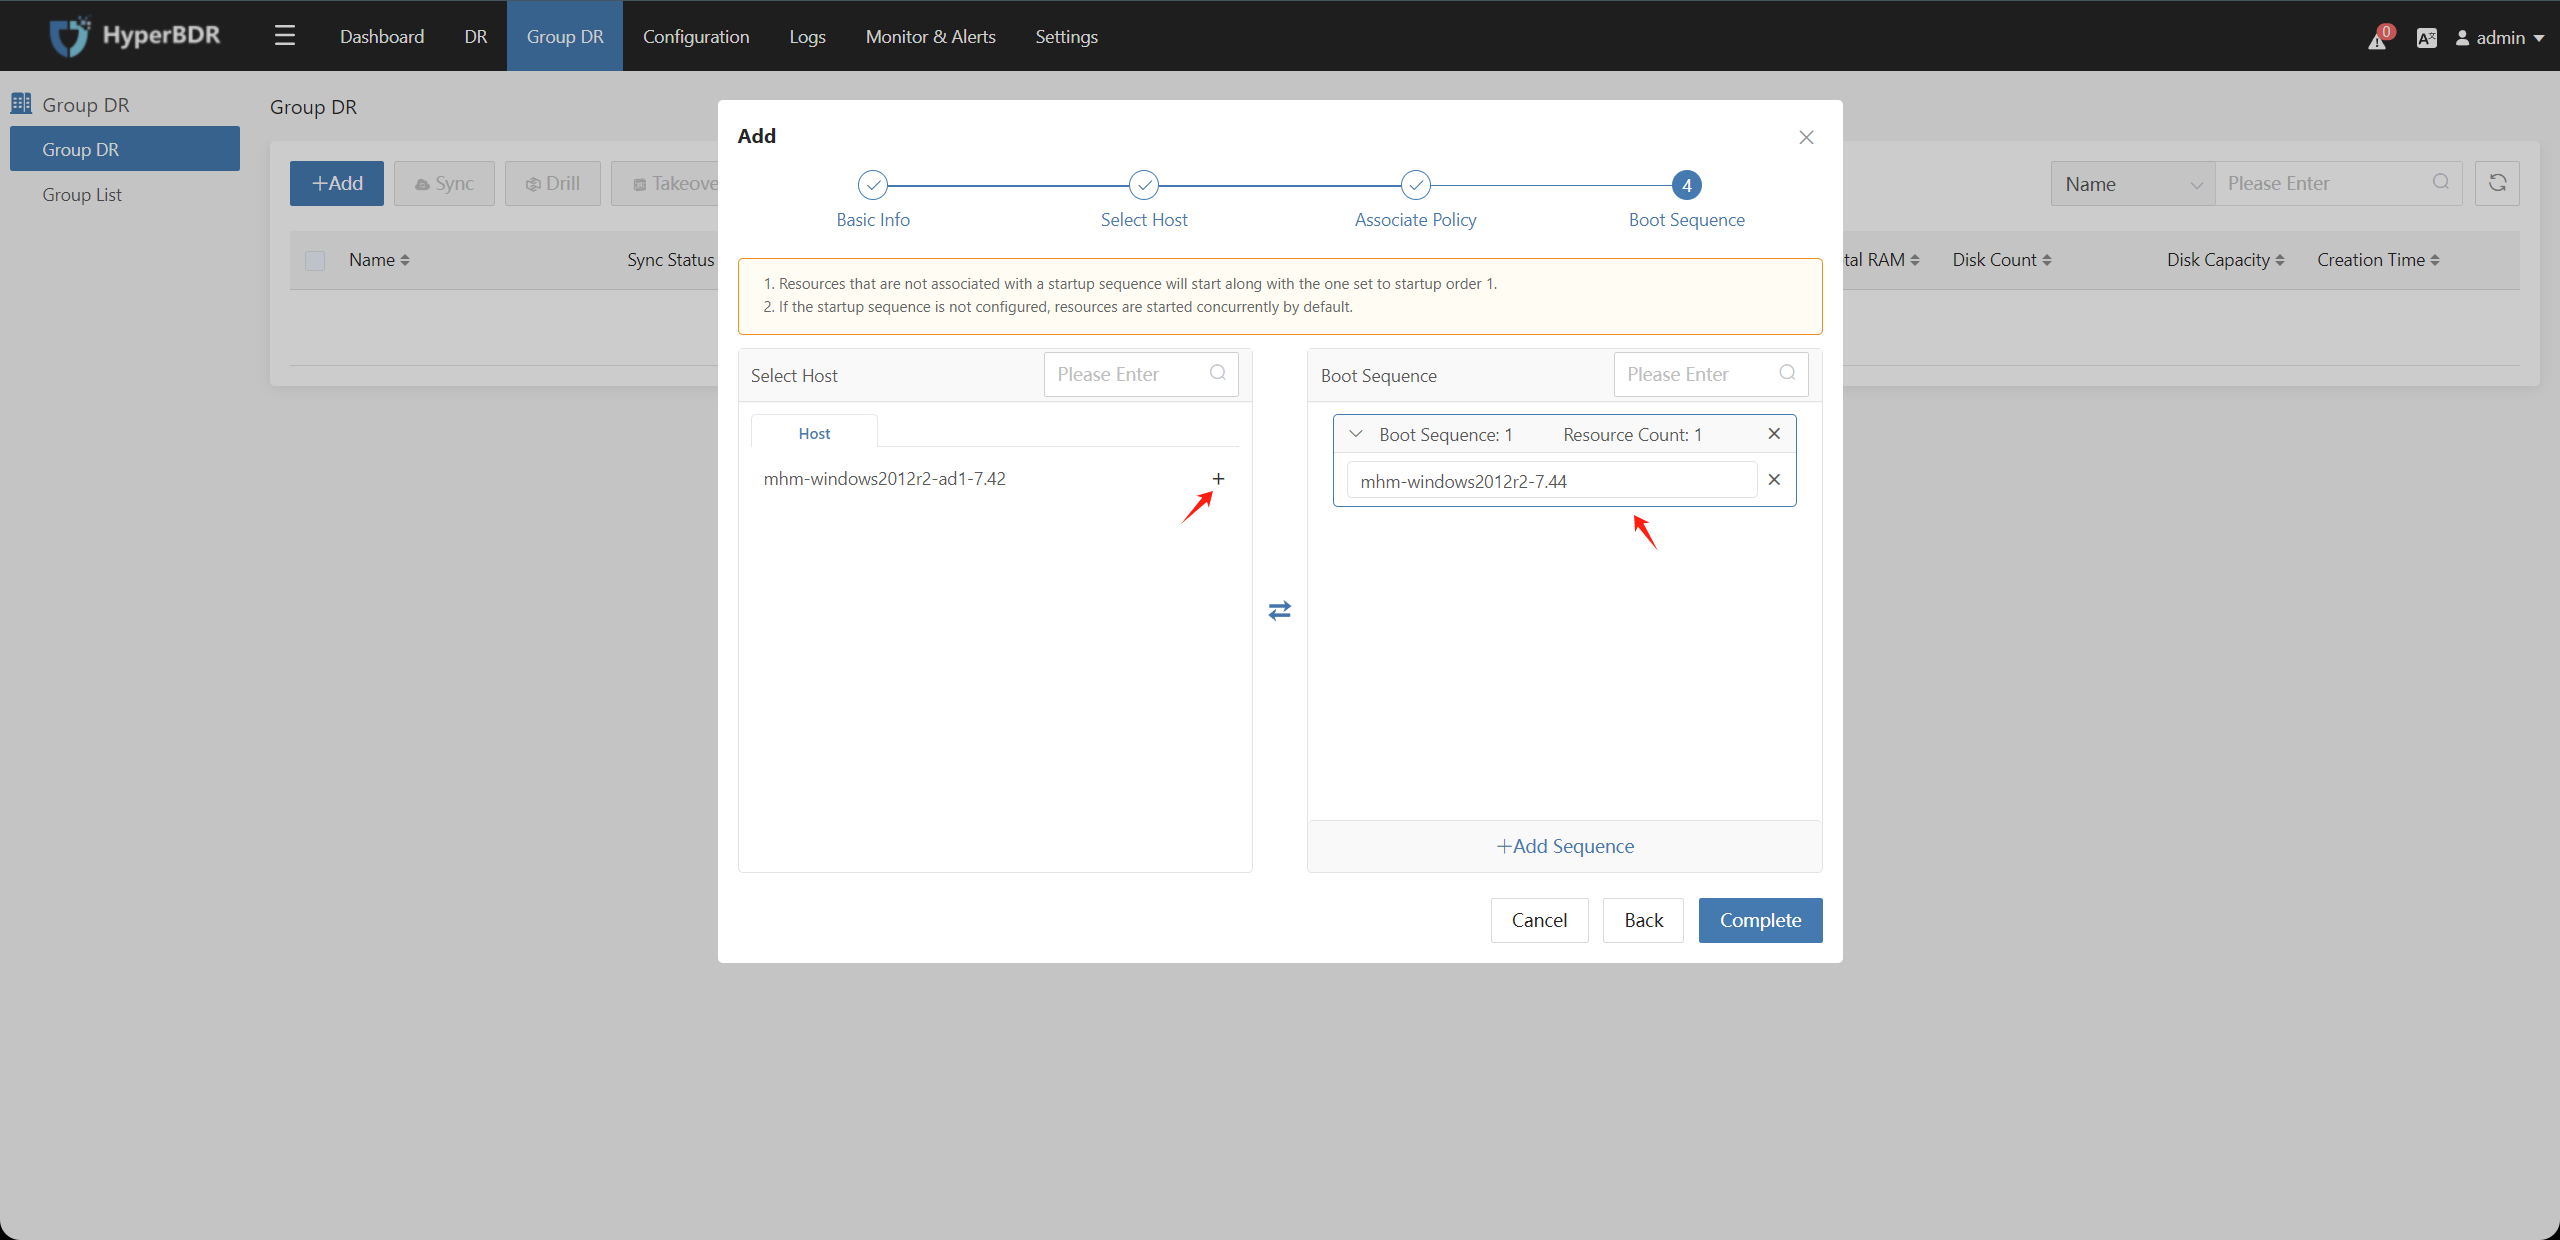 HyperBDR
Dashboard
DR
Group DR
Configuration
Logs
Monitor & Alerts
Settings
0
admin
Group DR
Group DR
Group List
Group DR
+Add
Sync
Drill
Takeove
Name
Please Enter
Name
Sync Status
tal RAM
Disk Count
Disk Capacity
Creation Time
Add
4
Basic Info
Select Host
Associate Policy
Boot Sequence
1. Resources that are not associated with a startup sequence will start along with the one set to startup order 1.
2. If the startup sequence is not configured, resources are started concurrently by default.
Select Host
Please Enter
Host
mhm-windows2012r2-ad1-7.42
Boot Sequence
Please Enter
Boot Sequence: 1
Resource Count: 1
mhm-windows2012r2-7.44
+Add Sequence
Cancel
Back
Complete